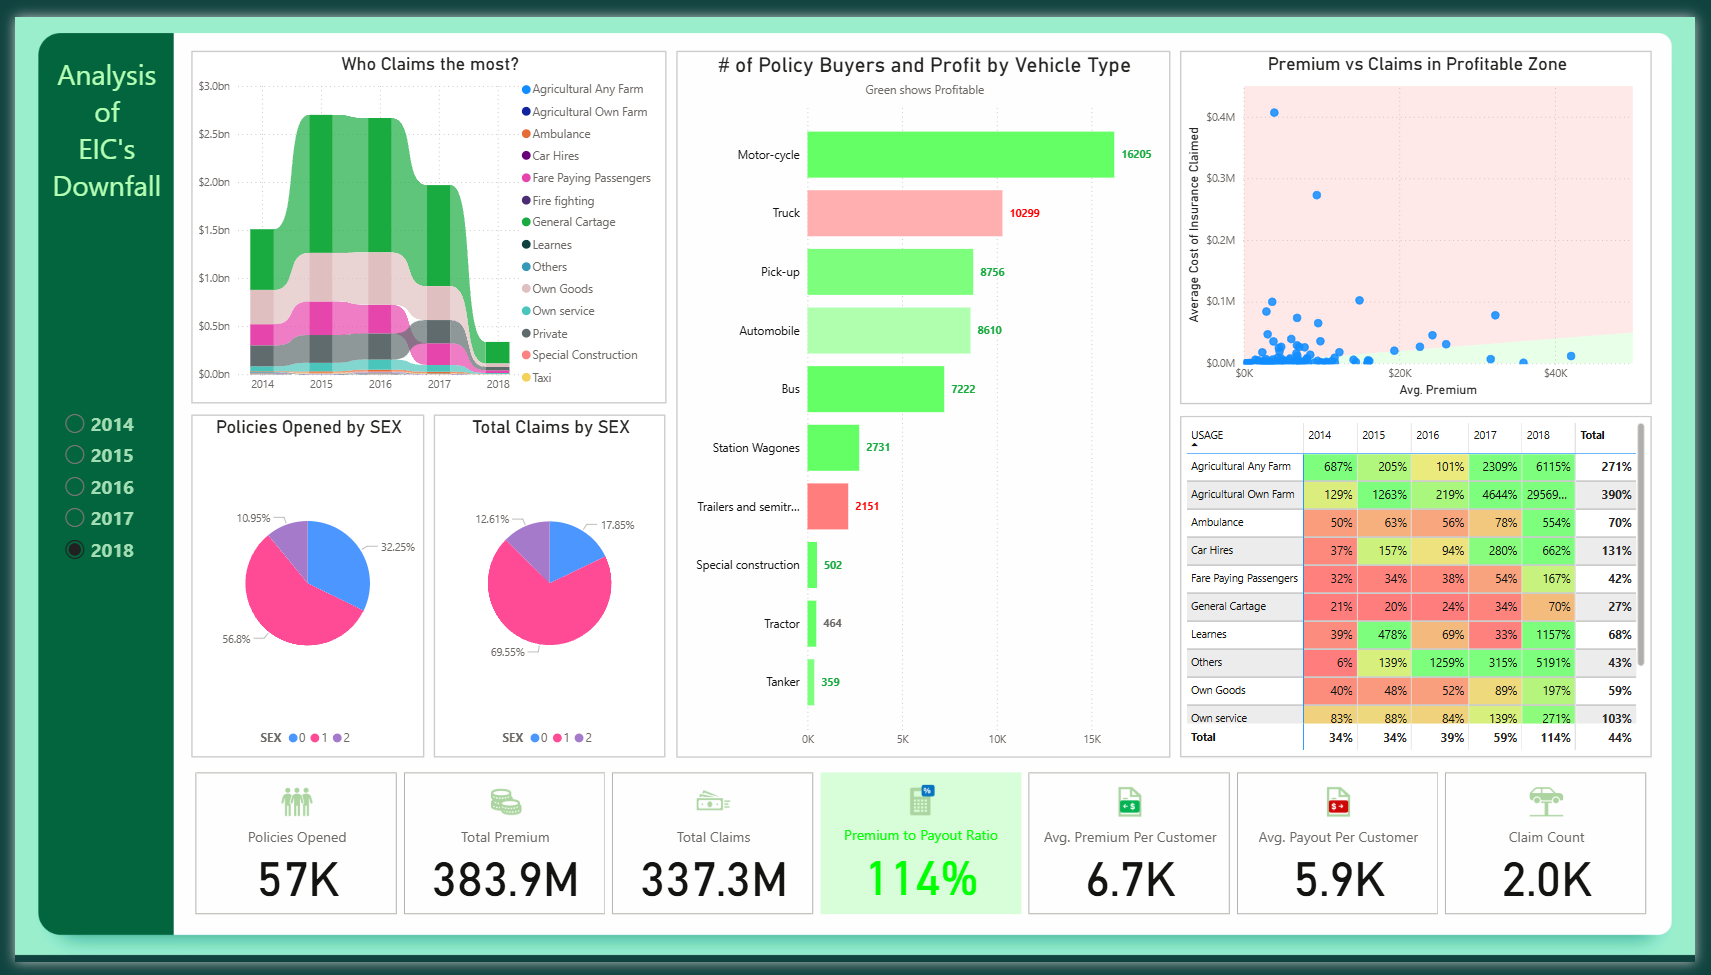 Analysis
of
EIC's
Downfall
2014
2015
2016
2017
2018
Who Claims the most?
$3.0bn
$2.5bn
$2.0bn
$1.5bn
$1.0bn
$0.5bn
$0.0bn
2014 2015 2016 2017 2018
Agricultural Any Farm
Agricultural Own Farm
Ambulance
Car Hires
Fare Paying Passengers
Fire fighting
General Cartage
Learnes
Others
Own Goods
Own service
Private
Special Construction
Taxi
Policies Opened by SEX
10.95%
32.25%
56.8%
SEX 0 1 2
Total Claims by SEX
12.61%
17.85%
69.55%
SEX 0 1 2
# of Policy Buyers and Profit by Vehicle Type
Green shows Profitable
Motor-cycle 16205
Truck 10299
Pick-up 8756
Automobile 8610
Bus 7222
Station Wagones 2731
Trailers and semitr... 2151
Special construction 502
Tractor 464
Tanker 359
0K 5K 10K 15K
Premium vs Claims in Profitable Zone
Average Cost of Insurance Claimed
$0.4M
$0.3M
$0.2M
$0.1M
$0.0M
$0K $20K $40K
Avg. Premium
USAGE 2014 2015 2016 2017 2018 Total
Agricultural Any Farm 687% 205% 101% 2309% 6115% 271%
Agricultural Own Farm 129% 1263% 219% 4644% 29569... 390%
Ambulance 50% 63% 56% 78% 554% 70%
Car Hires 37% 157% 94% 280% 662% 131%
Fare Paying Passengers 32% 34% 38% 54% 167% 42%
General Cartage 21% 20% 24% 34% 70% 27%
Learnes 39% 478% 69% 33% 1157% 68%
Others 6% 139% 1259% 315% 5191% 43%
Own Goods 40% 48% 52% 89% 197% 59%
Own service 83% 88% 84% 139% 271% 103%
Total 34% 34% 39% 59% 114% 44%
Policies Opened
57K
Total Premium
383.9M
Total Claims
337.3M
%
Premium to Payout Ratio
114%
$
Avg. Premium Per Customer
6.7K
$
Avg. Payout Per Customer
5.9K
Claim Count
2.0K